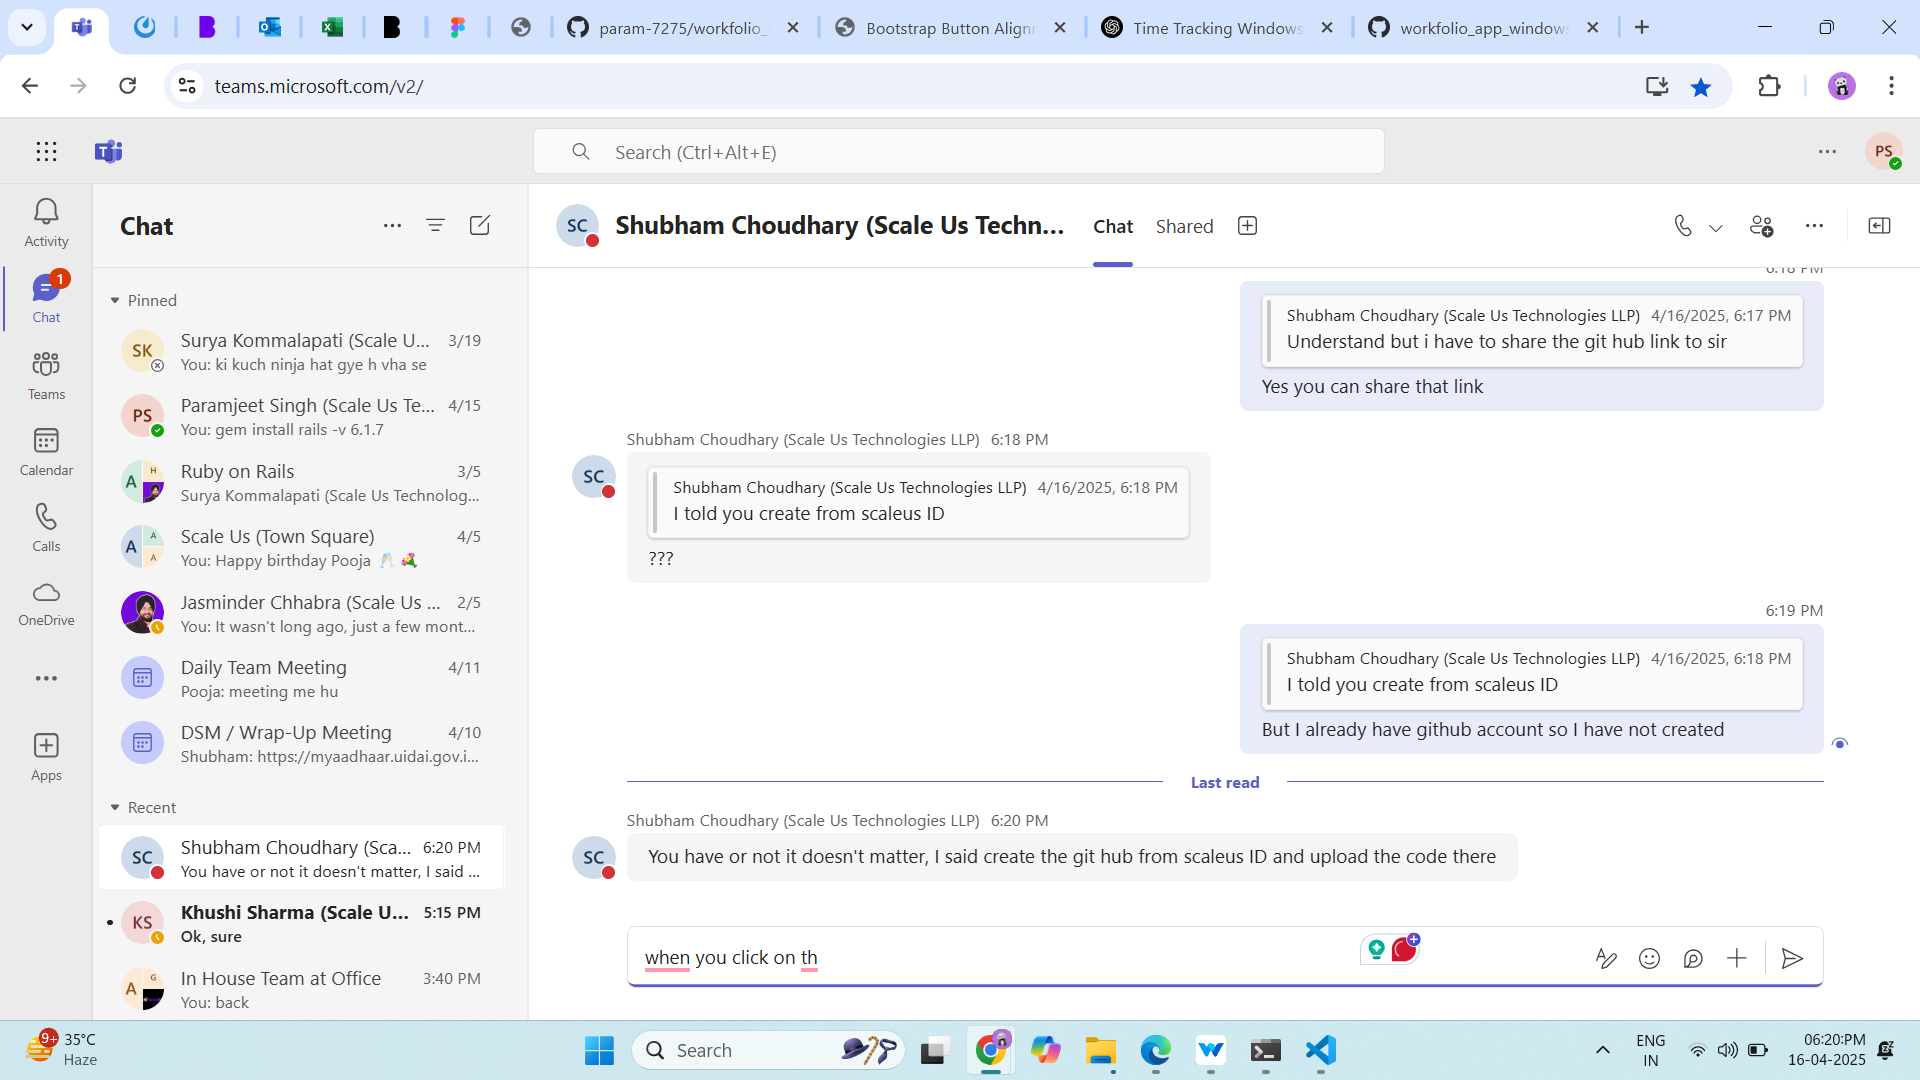 param-7275/workfolio_
Bootstrap Button Alignn
Time Tracking Windows
workfolio_app_windows
teams.microsoft.com/v2/
Search (Ctrl+Alt+E)
PS
Activity
1
Chat
Teams
Calendar
Calls
OneDrive
Apps
Chat
Pinned
SK
Surya Kommalapati (Scale U... 3/19
You: ki kuch ninja hat gye h vha se
PS
Paramjeet Singh (Scale Us Te... 4/15
You: gem install rails -v 6.1.7
A H
Ruby on Rails 3/5
Surya Kommalapati (Scale Us Technolog...
A A A
Scale Us (Town Square) 4/5
You: Happy birthday Pooja 🥂 💐
Jasminder Chhabra (Scale Us ... 2/5
You: It wasn't long ago, just a few mont...
Daily Team Meeting 4/11
Pooja: meeting me hu
DSM / Wrap-Up Meeting 4/10
Shubham: https://myaadhaar.uidai.gov.i...
Recent
SC
Shubham Choudhary (Sca... 6:20 PM
You have or not it doesn't matter, I said ...
KS
Khushi Sharma (Scale U... 5:15 PM
Ok, sure
A G
In House Team at Office 3:40 PM
You: back
SC
Shubham Choudhary (Scale Us Techn... Chat Shared
6:18 PM
Shubham Choudhary (Scale Us Technologies LLP) 4/16/2025, 6:17 PM
Understand but i have to share the git hub link to sir
Yes you can share that link
Shubham Choudhary (Scale Us Technologies LLP) 6:18 PM
SC
Shubham Choudhary (Scale Us Technologies LLP) 4/16/2025, 6:18 PM
I told you create from scaleus ID
???
6:19 PM
Shubham Choudhary (Scale Us Technologies LLP) 4/16/2025, 6:18 PM
I told you create from scaleus ID
But I already have github account so I have not created
Last read
Shubham Choudhary (Scale Us Technologies LLP) 6:20 PM
SC
You have or not it doesn't matter, I said create the git hub from scaleus ID and upload the code there
when you click on th
9+
35°C
Haze
Search
ENG
IN
06:20:PM
16-04-2025